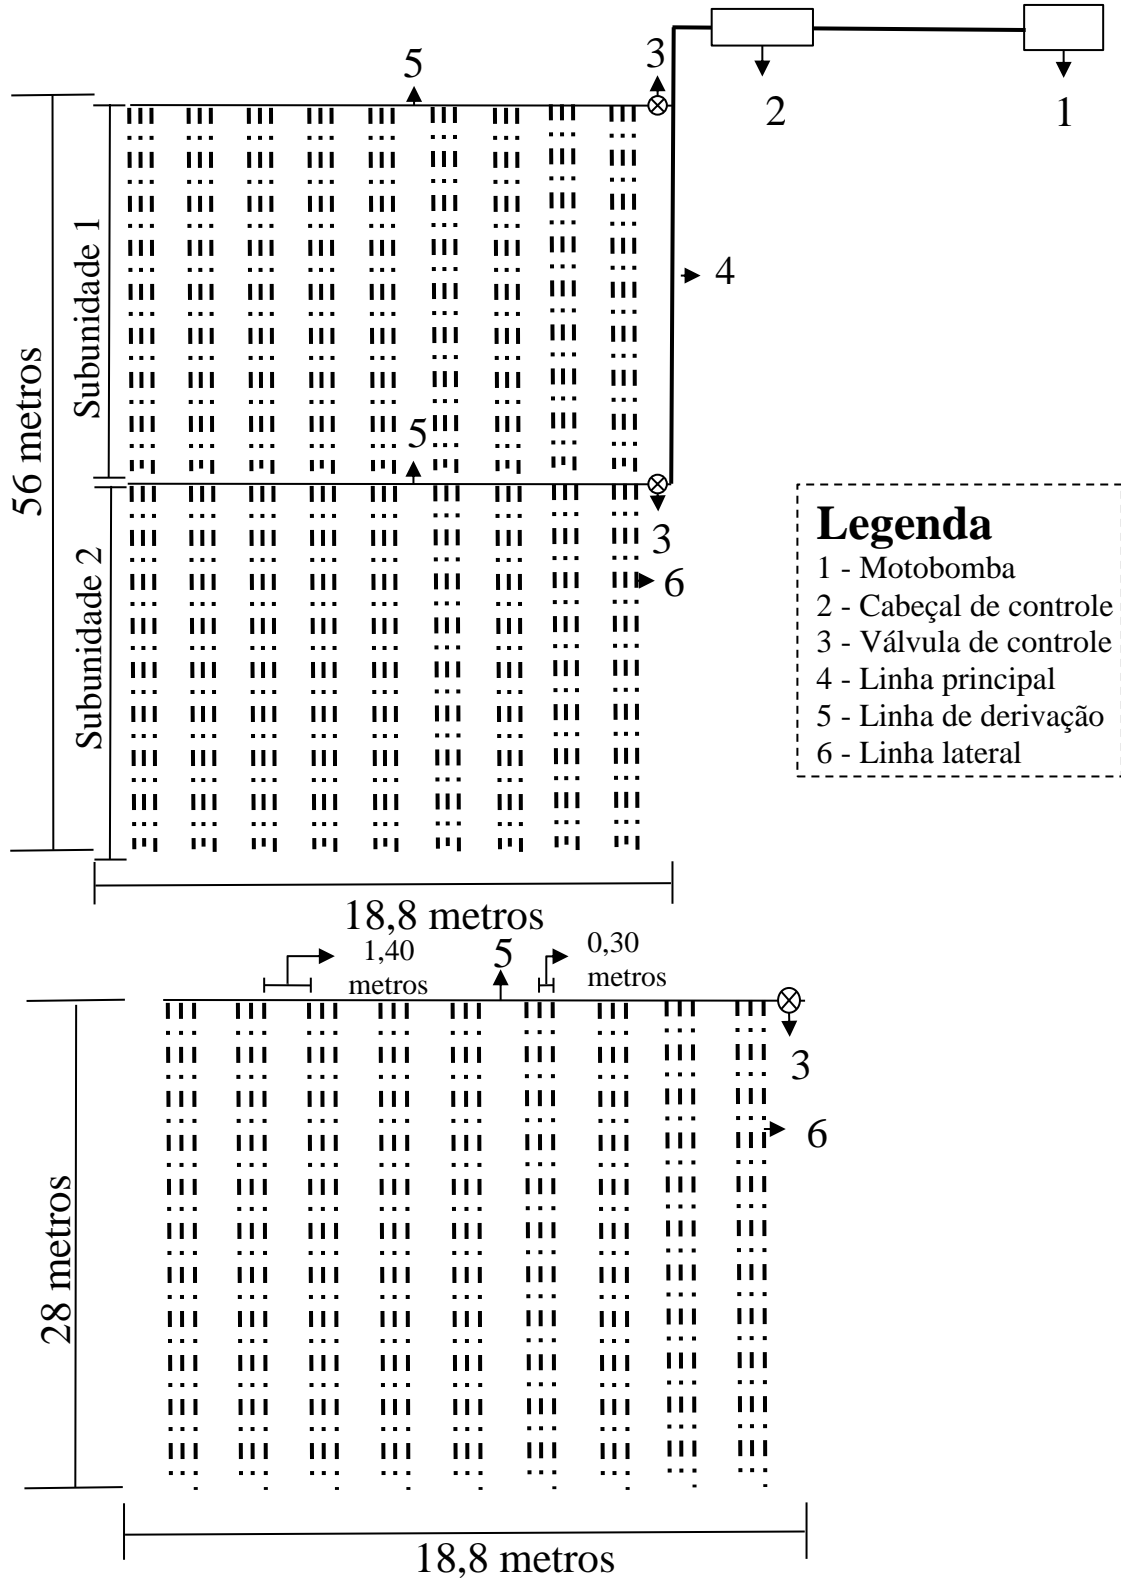 5
3
2
1
Subunidade 1
4
56 metros
5
3
6
Subunidade 2
Legenda
1 - Motobomba
2 - Cabeçal de controle
3 - Válvula de controle
4 - Linha principal
5 - Linha de derivação
6 - Linha lateral
18,8 metros
1,40
metros
5
0,30
metros
3
6
28 metros
18,8 metros